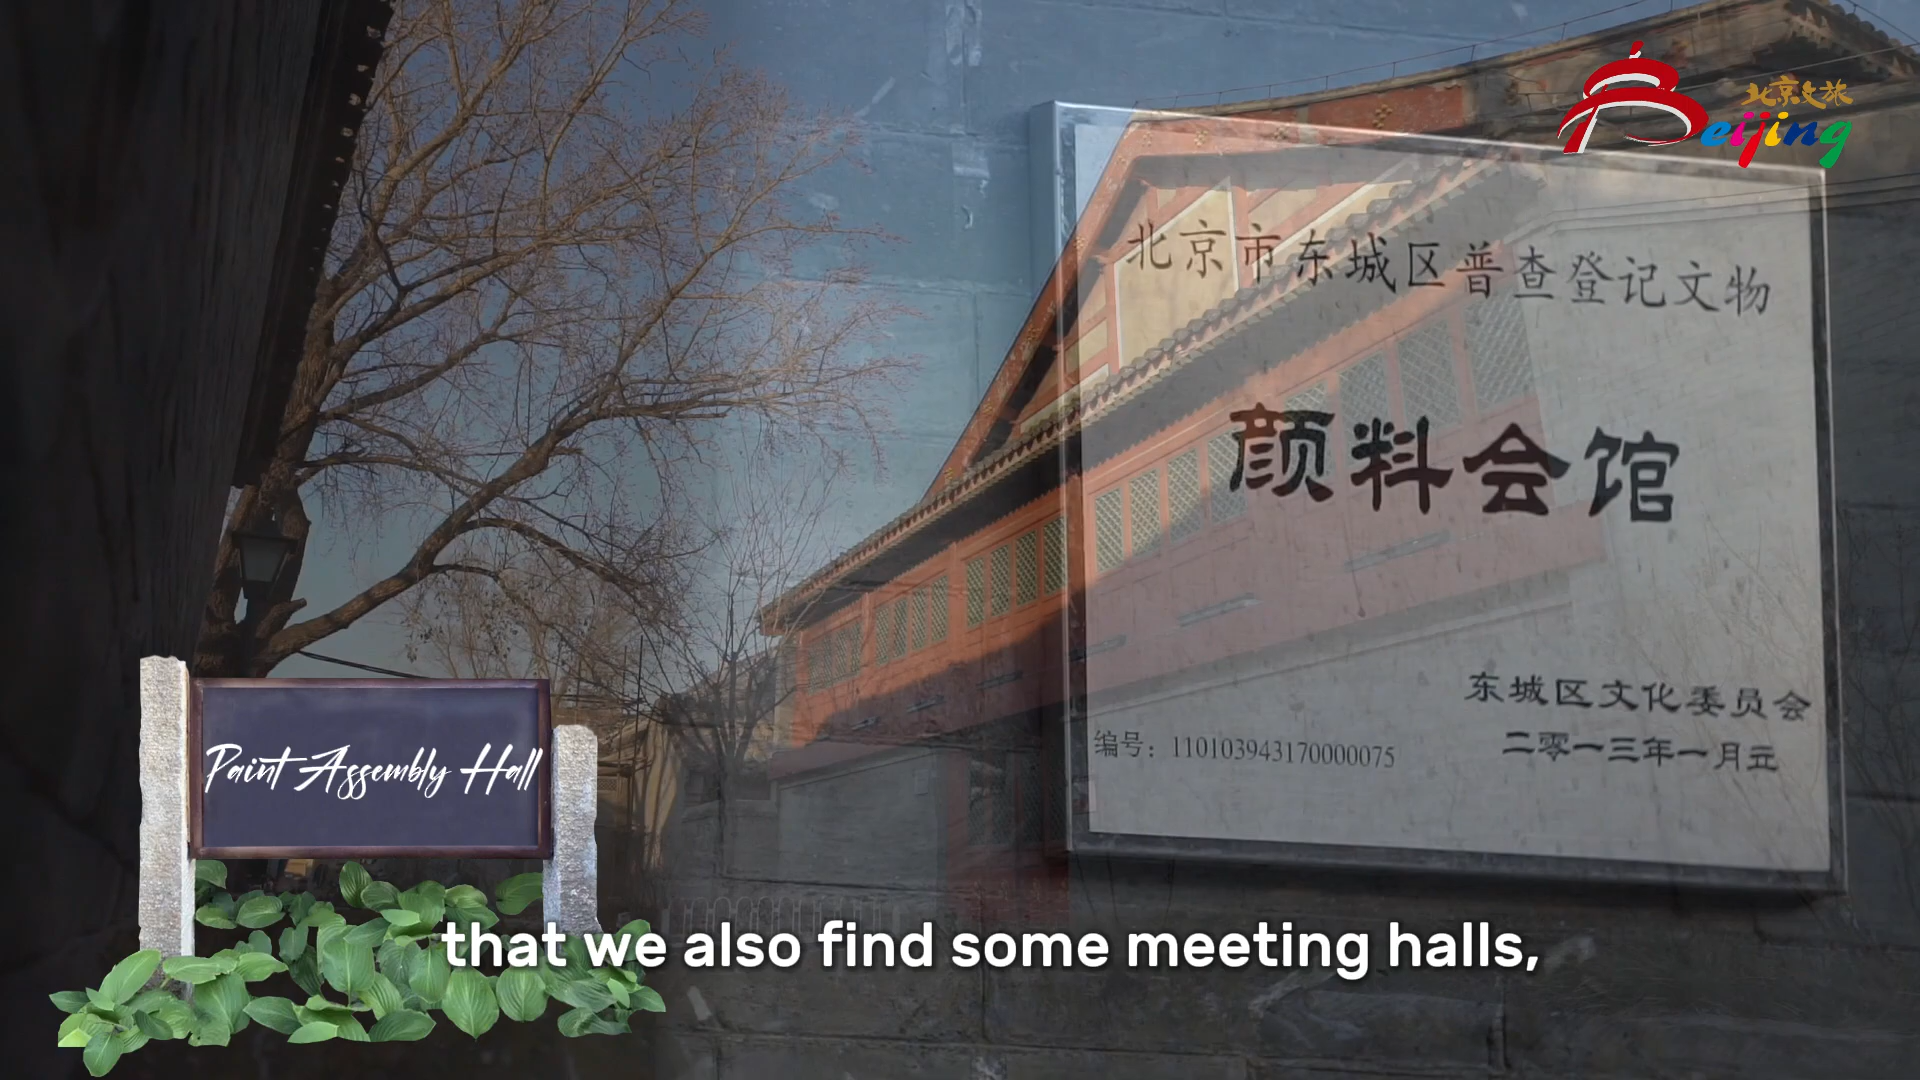 北京文旅
Beijing
北京市东城区普查登记文物
颜料会馆
东城区文化委员会
编号：110103943170000075
二零一三年一月立
Paint Assembly Hall
that we also find some meeting halls,